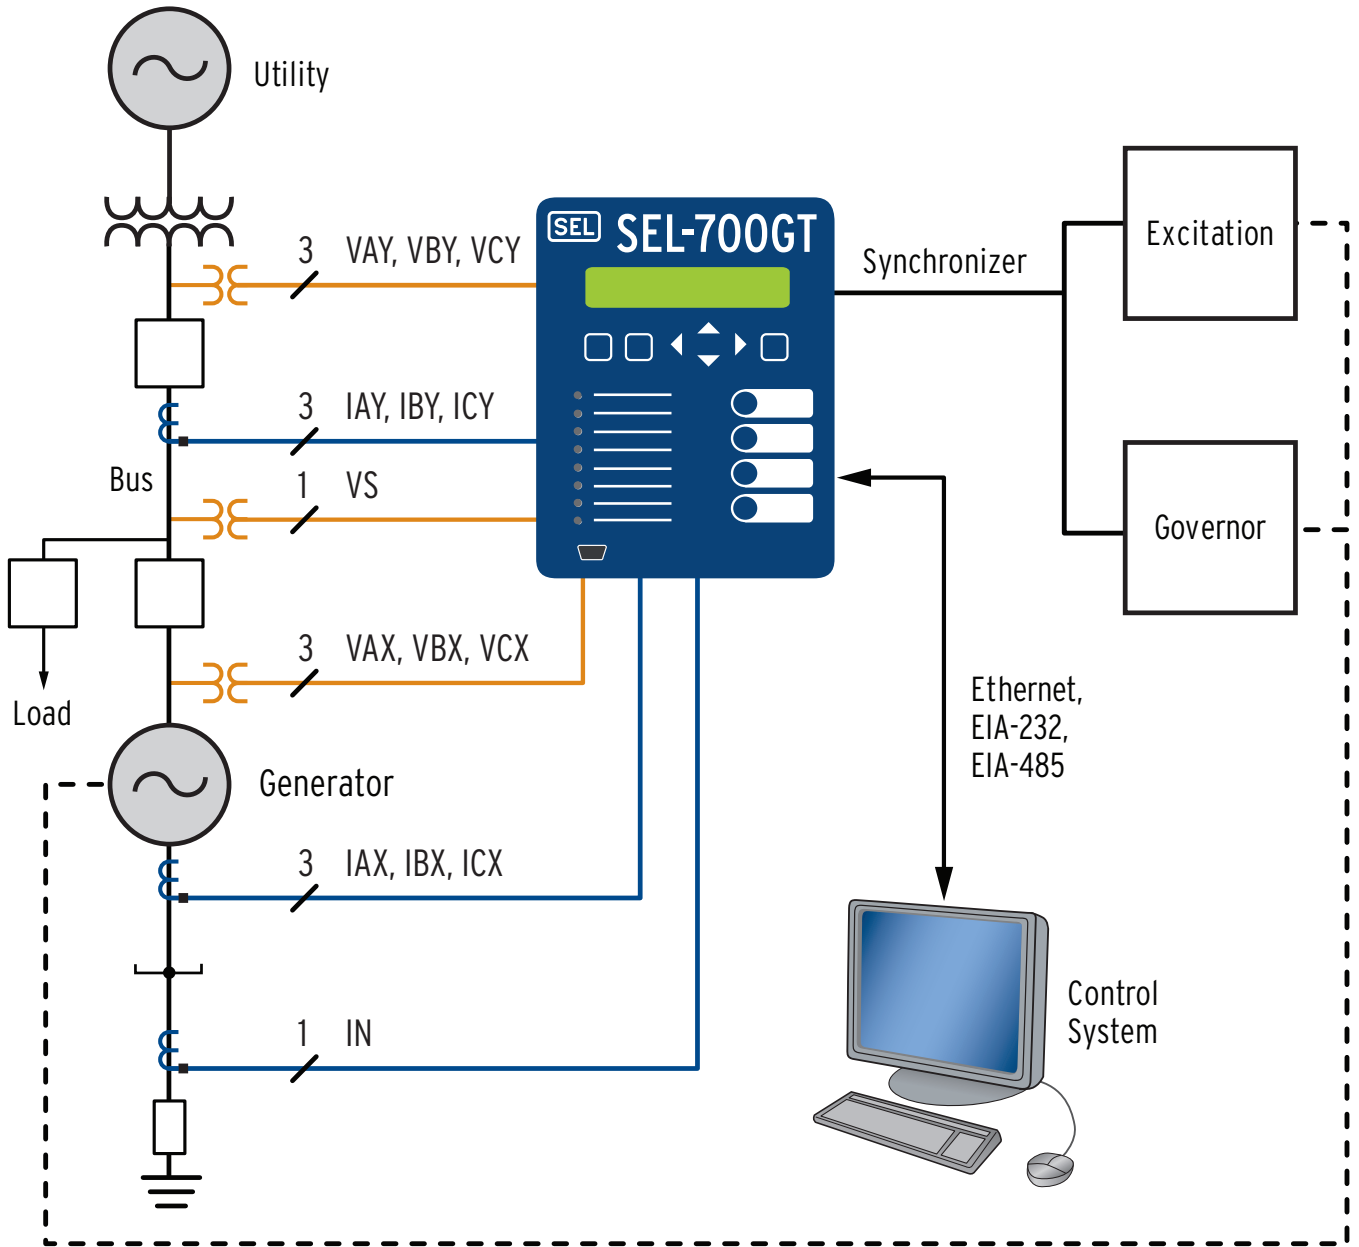 Utility
3 VAY, VBY, VCY
SEL SEL-700GT
Synchronizer
Excitation
3 IAY, IBY, ICY
Bus
1 VS
Governor
Load
3 VAX, VBX, VCX
Generator
Ethernet,
EIA-232,
EIA-485
3 IAX, IBX, ICX
1 IN
Control
System